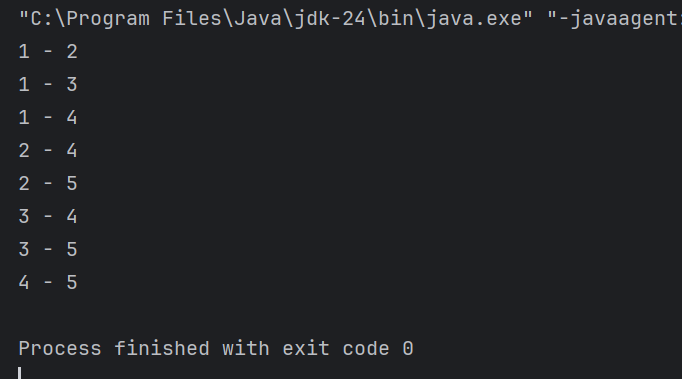 "C:\Program Files\Java\jdk-24\bin\java.exe" "-javaagent:
1 - 2
1 - 3
1 - 4
2 - 4
2 - 5
3 - 4
3 - 5
4 - 5
Process finished with exit code 0